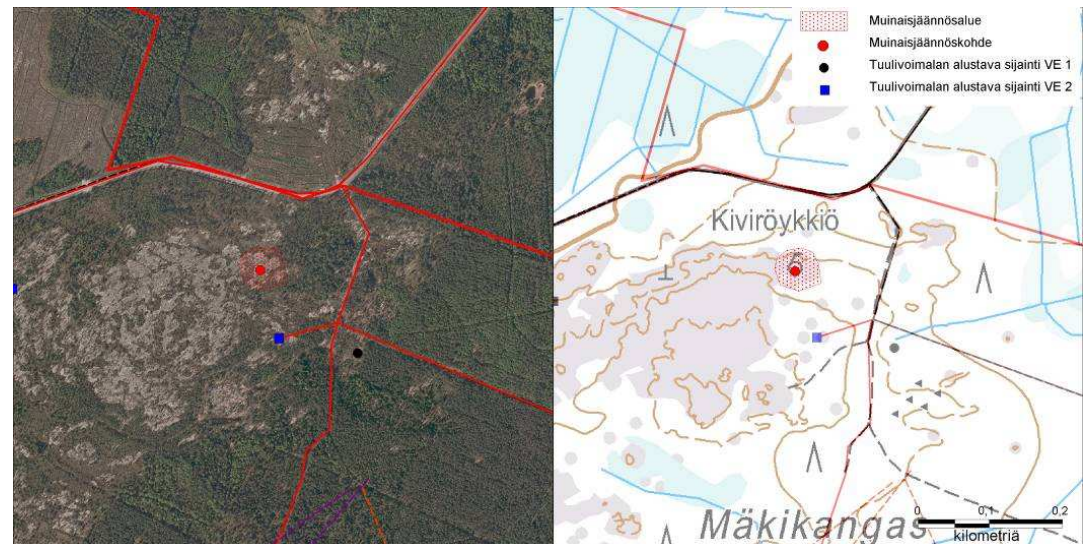 Muinaisjäännösalue
Muinaisjäännöskohde
Tuulivoimalan alustava sijainti VE 1
Tuulivoimalan alustava sijainti VE 2
Kiviröykkiö
Mäkikangas
0 0,1 0,2
kilometriä